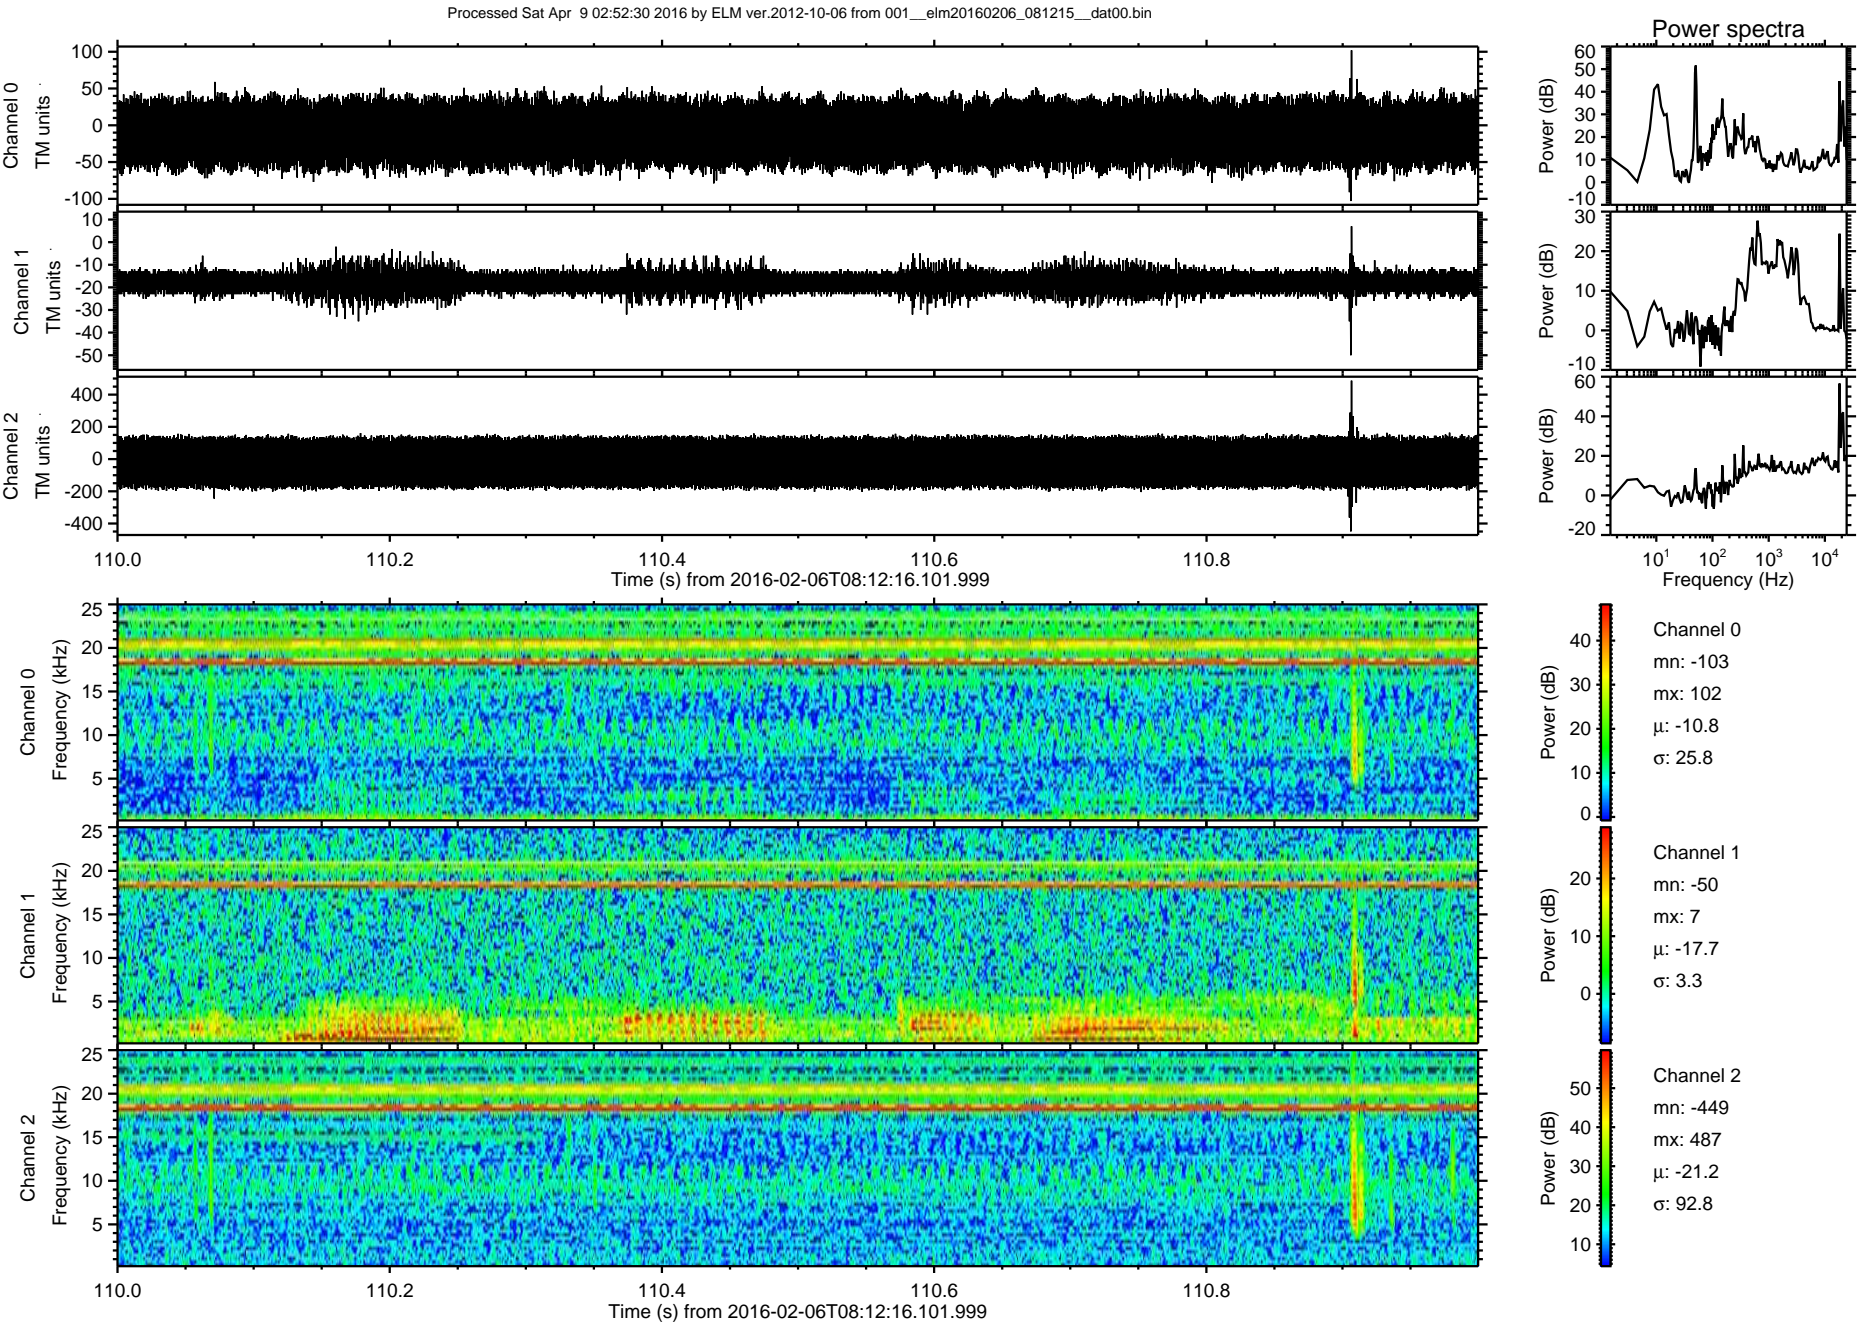 Processed Sat Apr 9 02:52:30 2016 by ELM ver.2012-10-06 from 001__elm20160206_081215__dat00.bin
Power spectra
Channel 0
TM units
100
50
0
-50
-100
Power (dB)
60
50
40
30
20
10
0
-10
Channel 1
TM units
10
0
-10
-20
-30
-40
-50
Power (dB)
30
20
10
0
-10
Channel 2
TM units
400
200
0
-200
-400
Power (dB)
60
40
20
0
-20
110.0 110.2 110.4 110.6 110.8
Time (s) from 2016-02-06T08:12:16.101.999
10^1 10^2 10^3 10^4
Frequency (Hz)
Channel 0
Frequency (kHz)
25
20
15
10
5
Power (dB)
40
30
20
10
0
Channel 0
mn: -103
mx: 102
μ: -10.8
σ: 25.8
Channel 1
Frequency (kHz)
25
20
15
10
5
Power (dB)
20
10
0
Channel 1
mn: -50
mx: 7
μ: -17.7
σ: 3.3
Channel 2
Frequency (kHz)
25
20
15
10
5
Power (dB)
50
40
30
20
10
Channel 2
mn: -449
mx: 487
μ: -21.2
σ: 92.8
110.0 110.2 110.4 110.6 110.8
Time (s) from 2016-02-06T08:12:16.101.999